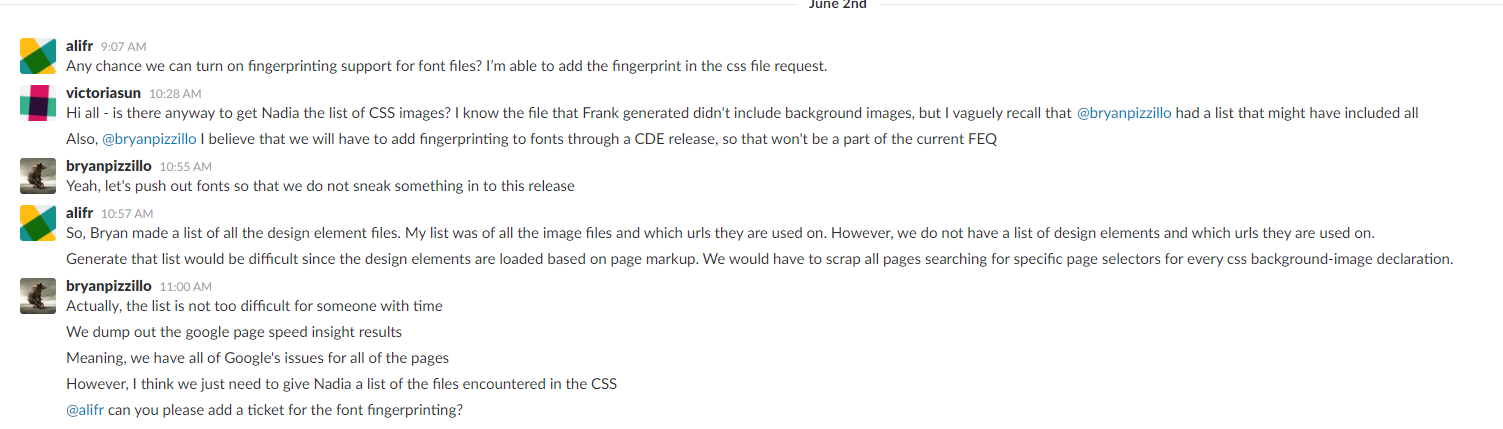 June 2nd
alifr 9:07 AM
Any chance we can turn on fingerprinting support for font files? I'm able to add the fingerprint in the css file request.
victoriasun 10:28 AM
Hi all - is there anyway to get Nadia the list of CSS images? I know the file that Frank generated didn't include background images, but I vaguely recall that @bryanpizzillo had a list that might have included all
Also, @bryanpizzillo I believe that we will have to add fingerprinting to fonts through a CDE release, so that won't be a part of the current FEQ
bryanpizzillo 10:55 AM
Yeah, let's push out fonts so that we do not sneak something in to this release
alifr 10:57 AM
So, Bryan made a list of all the design element files. My list was of all the image files and which urls they are used on. However, we do not have a list of design elements and which urls they are used on.
Generate that list would be difficult since the design elements are loaded based on page markup. We would have to scrap all pages searching for specific page selectors for every css background-image declaration.
bryanpizzillo 11:00 AM
Actually, the list is not too difficult for someone with time
We dump out the google page speed insight results
Meaning, we have all of Google's issues for all of the pages
However, I think we just need to give Nadia a list of the files encountered in the CSS
@alifr can you please add a ticket for the font fingerprinting?